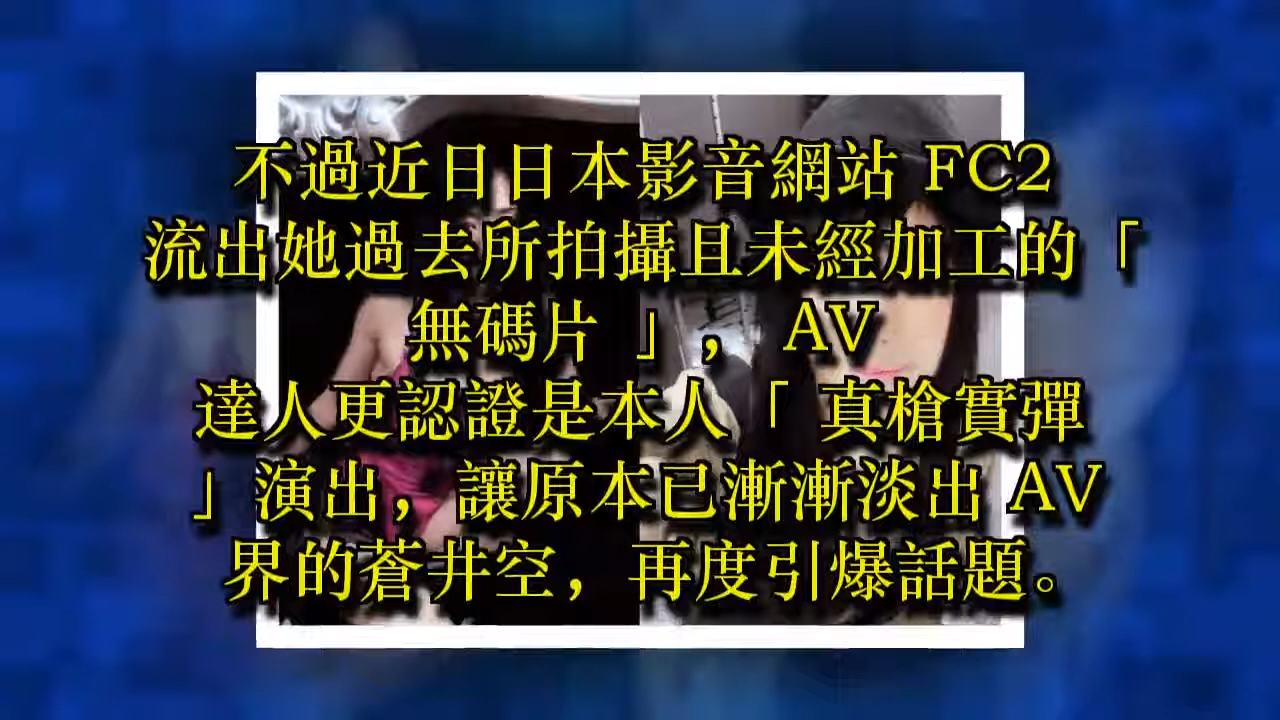 不過近日日本影音網站 FC2
流出她過去所拍攝且未經加工的「
無碼片 」， AV
達人更認證是本人「 真槍實彈
」演出，讓原本已漸漸淡出 AV
界的蒼井空，再度引爆話題。